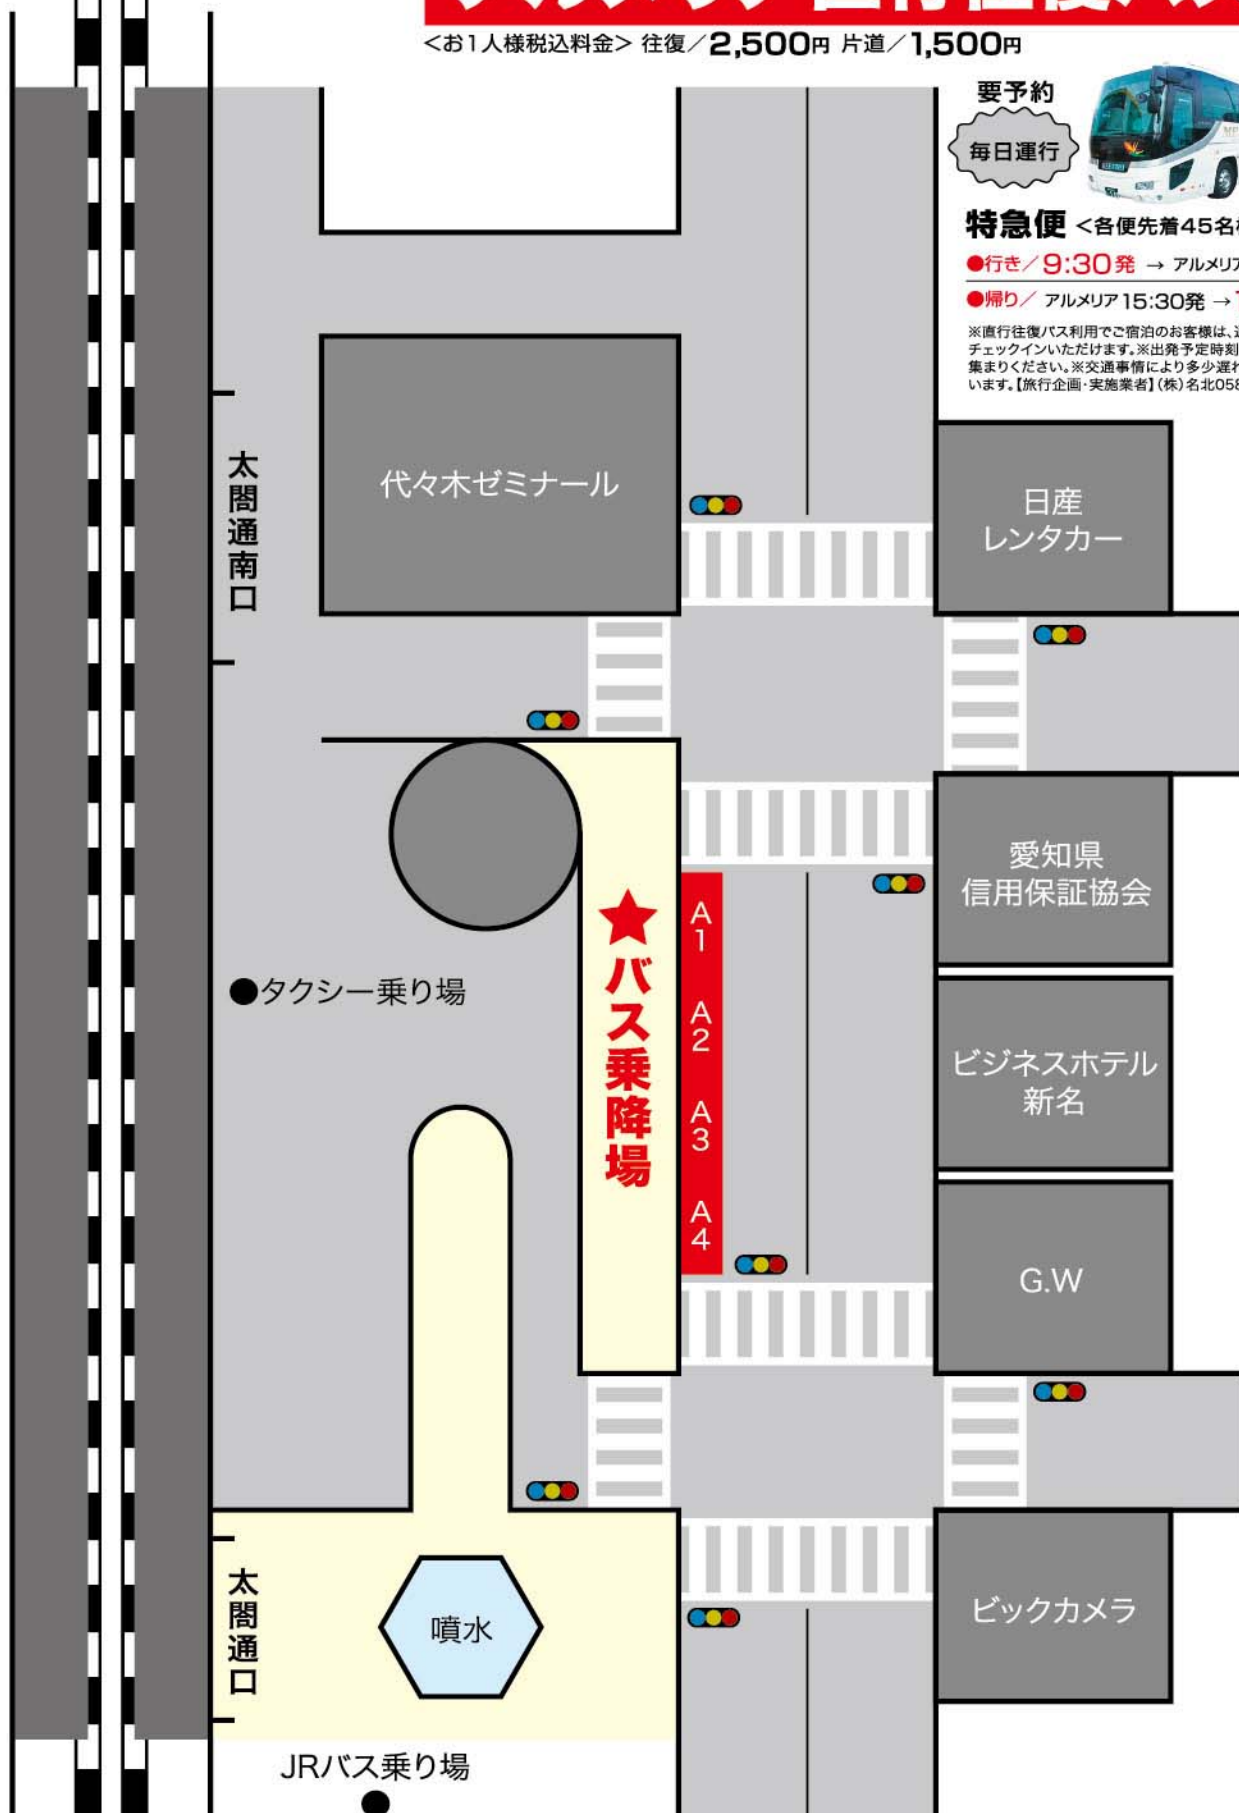 ＜お1人様税込料金＞ 往復／2,500円 片道／1,500円
要予約
毎日運行
特急便 ＜各便先着45名
●行き／9:30発 → アルメリア
●帰り／ アルメリア15:30発 →
※直行往復バス利用でご宿泊のお客様は、
チェックインいただけます。※出発予定時刻
集まりください。※交通事情により多少遅れ
います。【旅行企画・実施業者】（株）名北058
代々木ゼミナール
日産
レンタカー
太閤通南口
愛知県
信用保証協会
★バス乗降場
A1
A2
A3
A4
●タクシー乗り場
ビジネスホテル
新名
G.W
太閤通口
噴水
ビックカメラ
JRバス乗り場